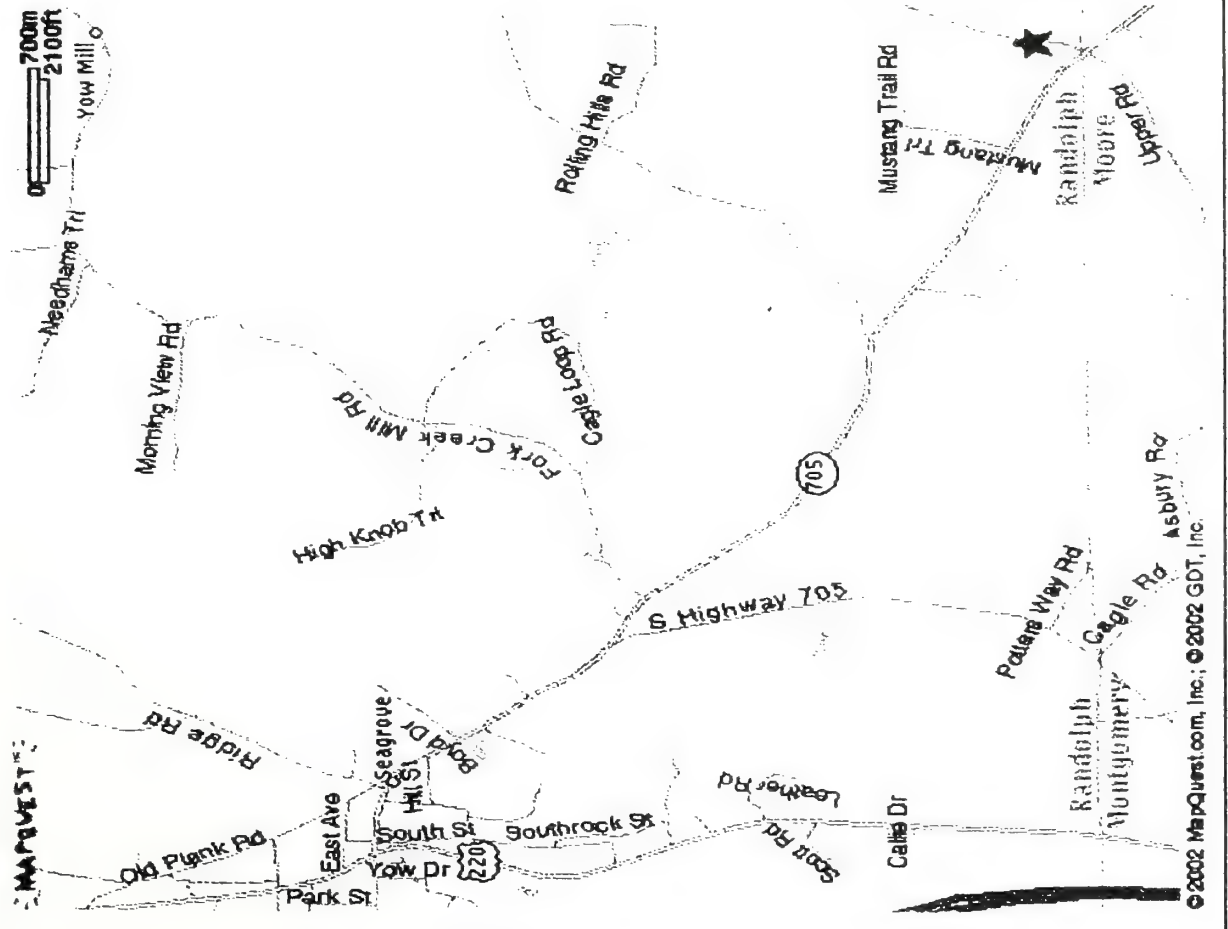 MAPQUEST
0 700m
2100ft
Yow Mill
Needhams Trl
Morning View Rd
Rolling Hills Rd
Mustang Trail Rd
Mustang Trl
Randolph
Moore
Upper Rd
Fork Creek Mill Rd
Cagle Loop Rd
High Knob Trl
705
S Highway 705
Potters Way Rd
Cagle Rd
Asbury Rd
Ridge Rd
Seagrove
Boyd Dr
Hill St
East Ave
South St
Southrock St
Old Plank Rd
Yow Dr
220
Park St
Leather Rd
Scott Rd
Callie Dr
Randolph
Montgomery
©2002 MapQuest.com, Inc.; ©2002 GDT, Inc.